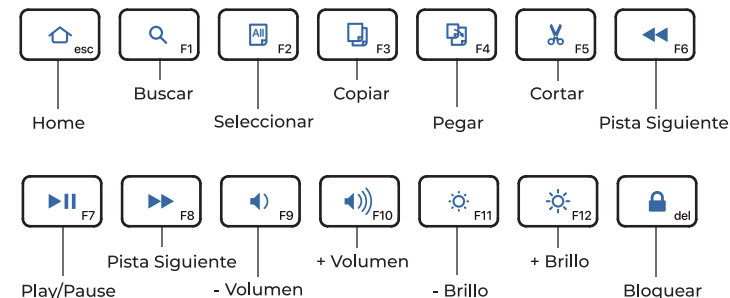 esc
F1
All
F2
F3
F4
F5
F6
Home
Buscar
Seleccionar
Copiar
Pegar
Cortar
Pista Siguiente
F7
F8
F9
F10
F11
F12
del
Play/Pause
Pista Siguiente
- Volumen
+ Volumen
- Brillo
+ Brillo
Bloquear